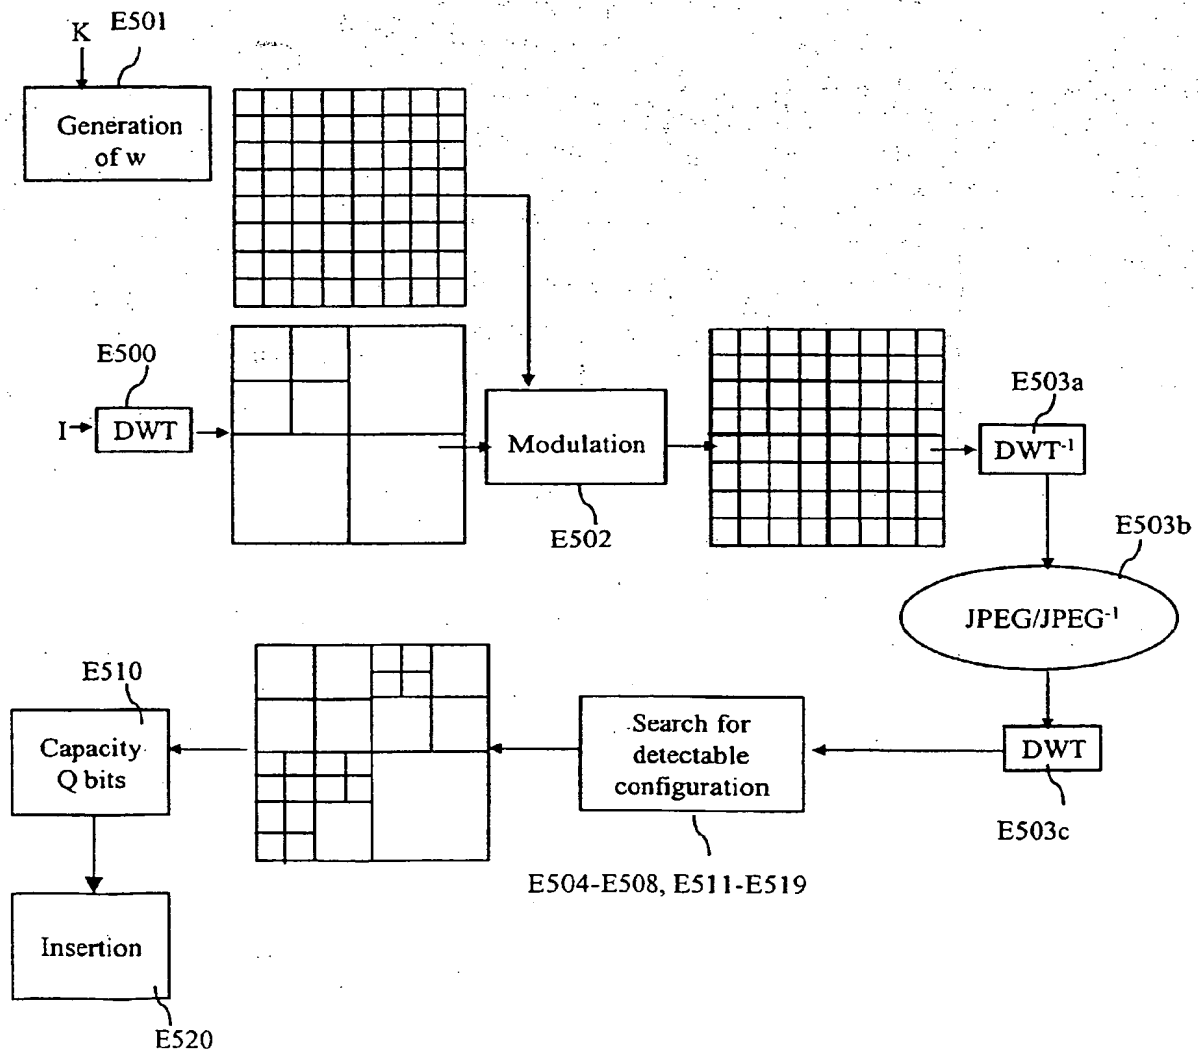 E501
K
Generation
of w
E500
I
DWT
Modulation
E502
E503a
DWT⁻¹
E503b
JPEG/JPEG⁻¹
E510
Capacity
Q bits
Search for
detectable
configuration
DWT
E503c
E504-E508, E511-E519
Insertion
E520